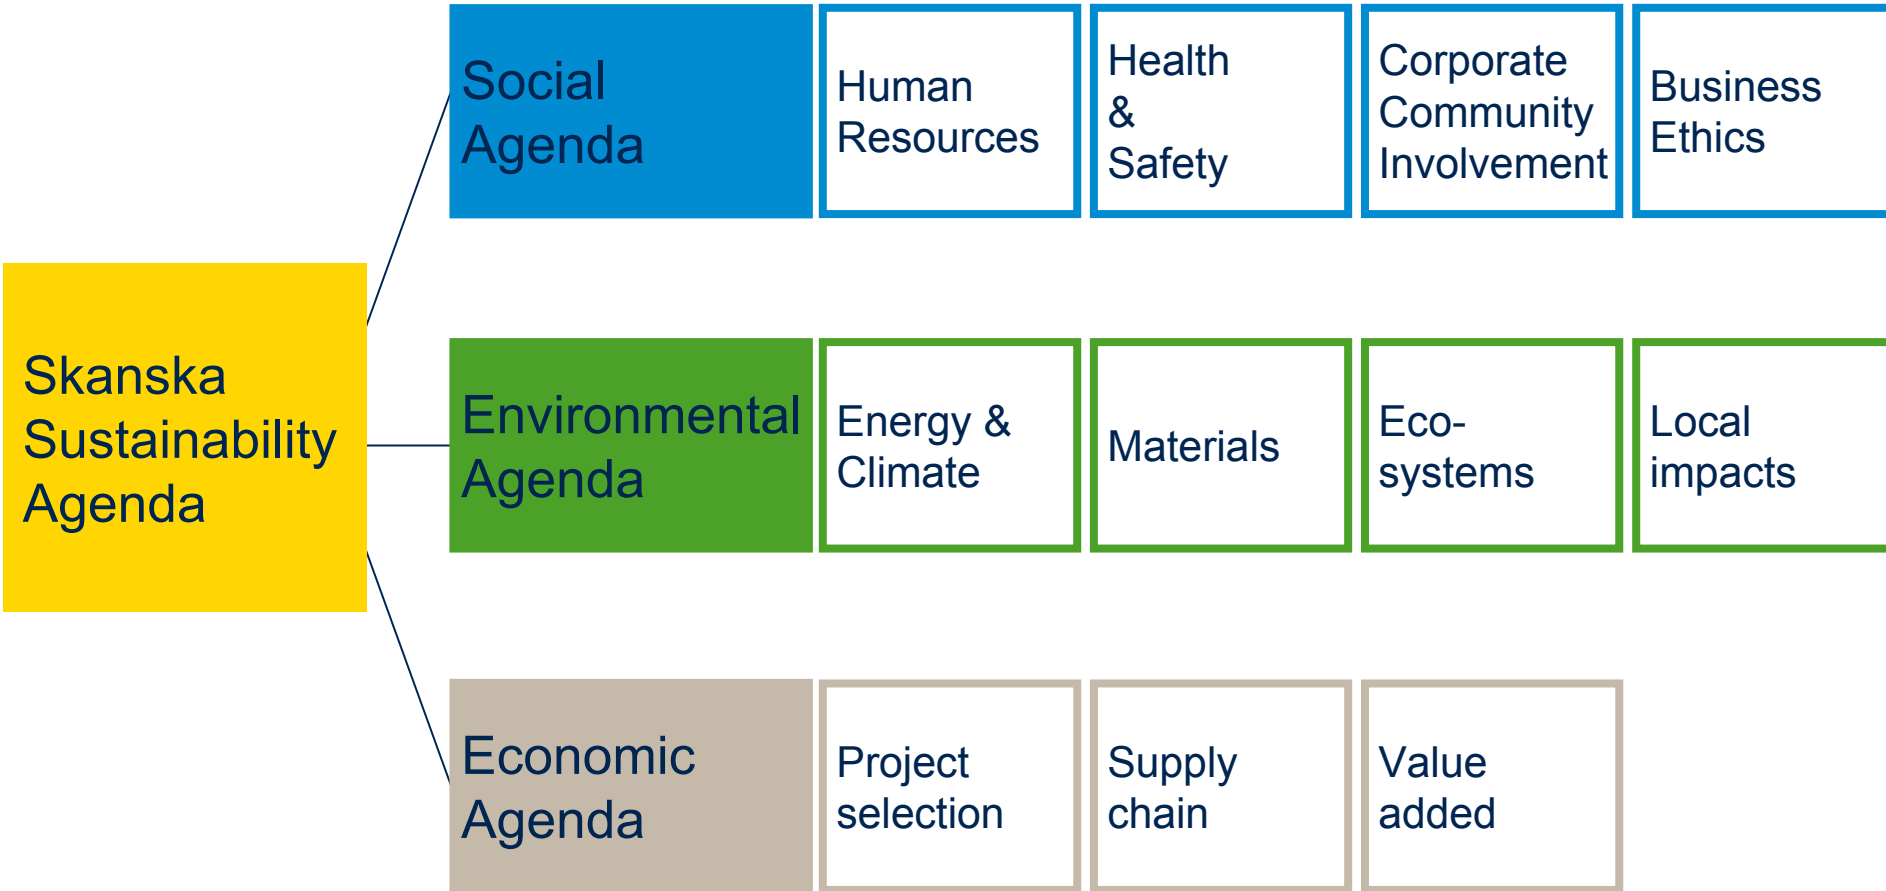 Social
Agenda
Human
Resources
Health
&
Safety
Corporate
Community
Involvement
Business
Ethics
Skanska
Sustainability
Agenda
Environmental
Agenda
Energy &
Climate
Materials
Eco-
systems
Local
impacts
Economic
Agenda
Project
selection
Supply
chain
Value
added